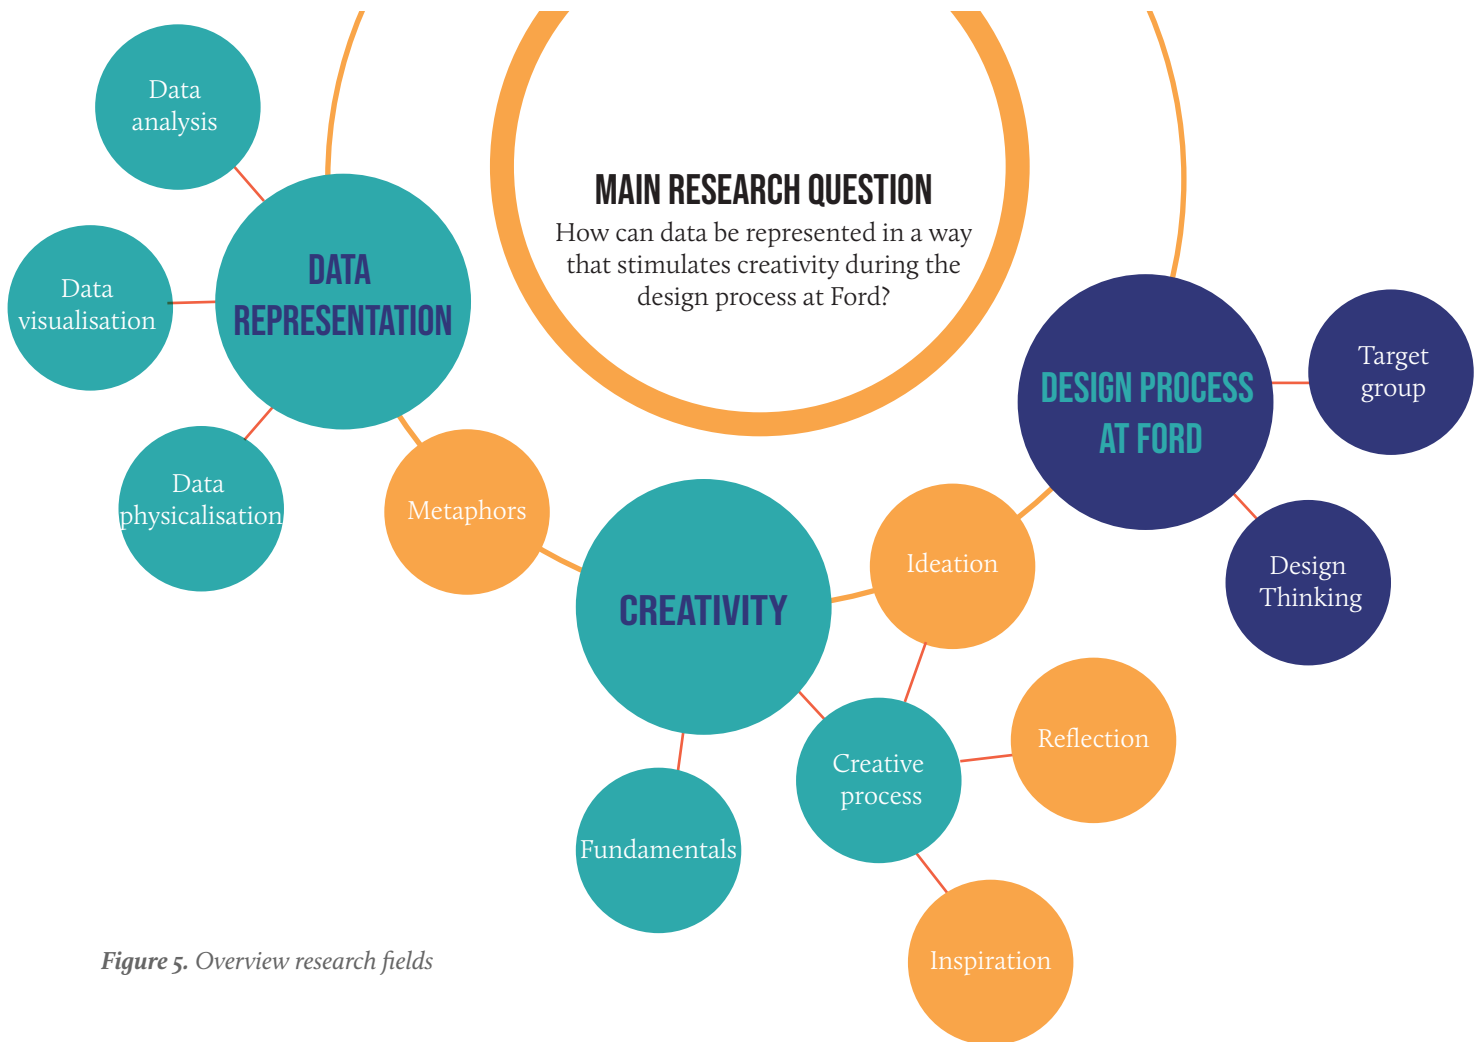 Data
analysis
MAIN RESEARCH QUESTION
How can data be represented in a way
that stimulates creativity during the
design process at Ford?
DATA
REPRESENTATION
Data
visualisation
DESIGN PROCESS
AT FORD
Target
group
Data
physicalisation
Metaphors
Ideation
Design
Thinking
CREATIVITY
Reflection
Creative
process
Fundamentals
Inspiration
Figure 5. Overview research fields